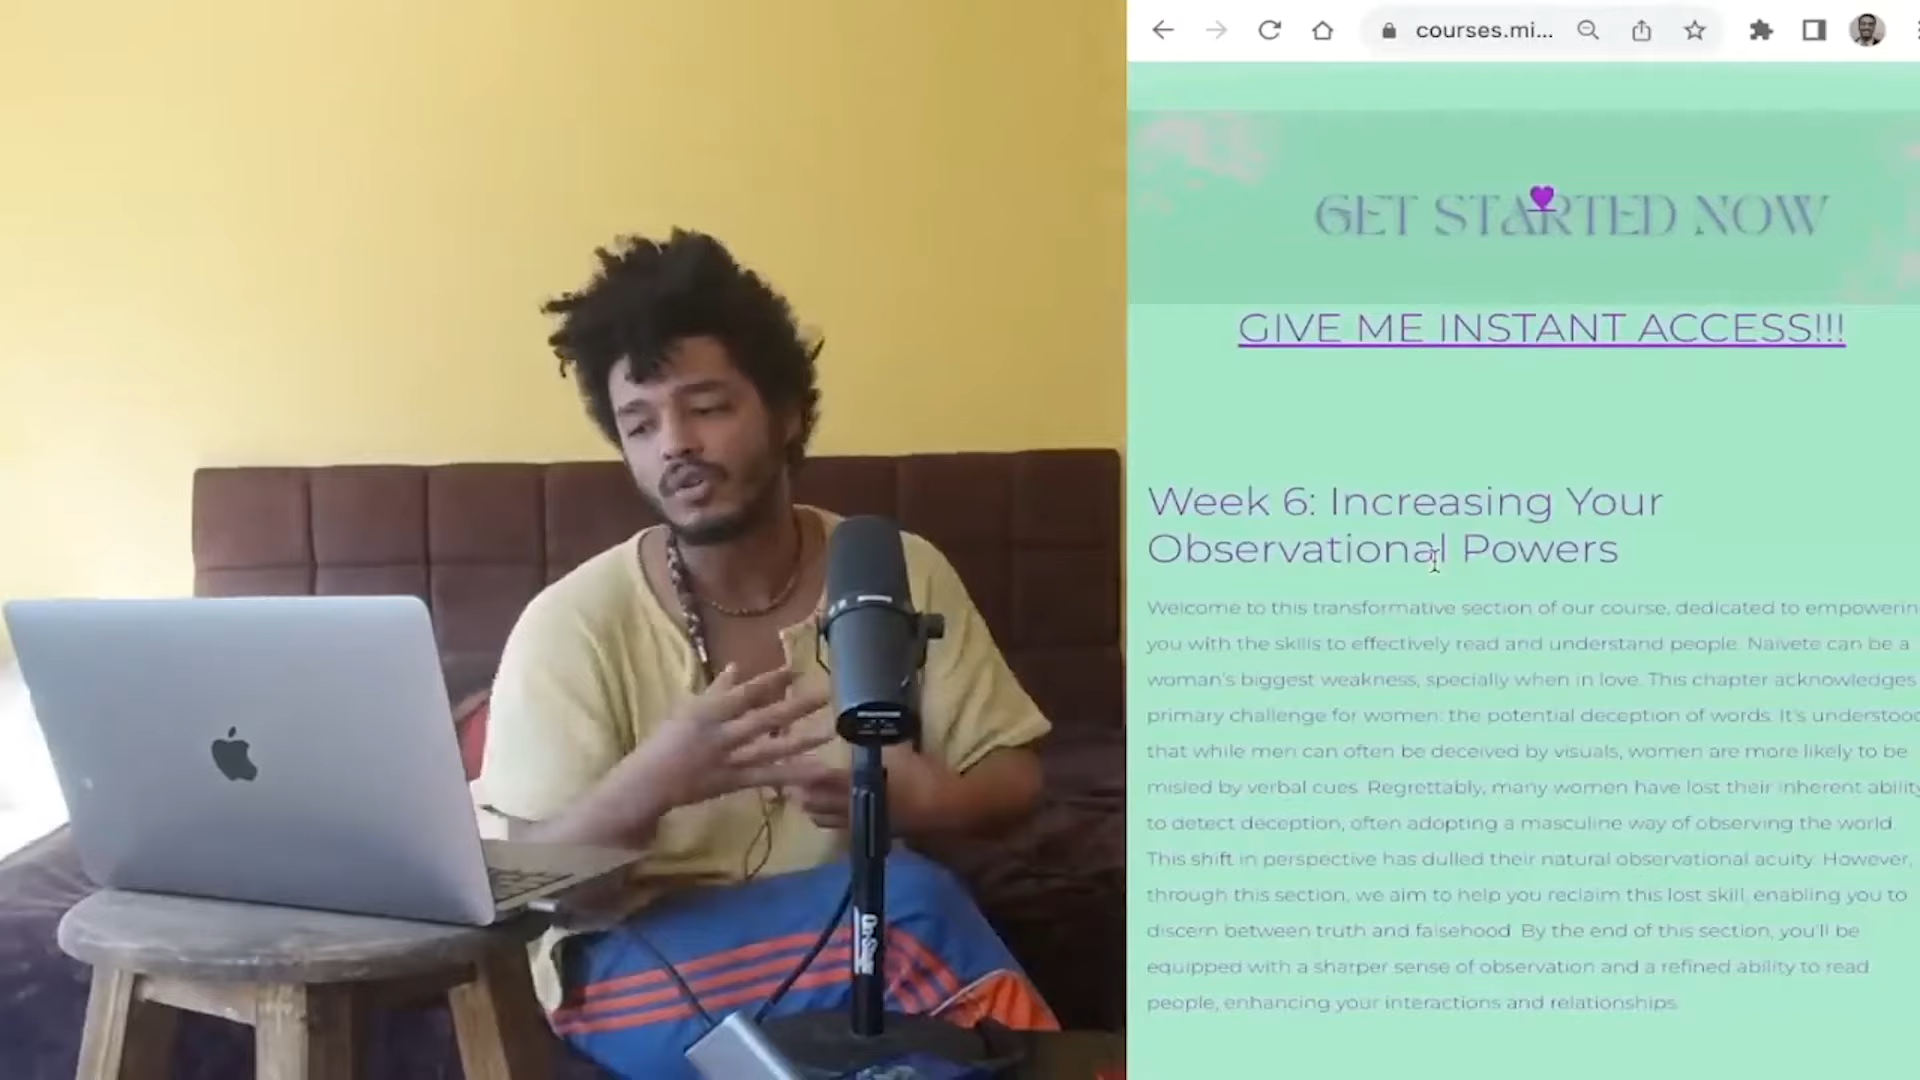 courses.mi...
GET STARTED NOW
GIVE ME INSTANT ACCESS!!!
Week 6: Increasing Your
Observational Powers
Welcome to this transformative section of our course, dedicated to empowerin
you with the skills to effectively read and understand people. Naivete can be a
woman's biggest weakness, specially when in love. This chapter acknowledges
primary challenge for women: the potential deception of words. It's understood
that while men can often be deceived by visuals, women are more likely to be
misled by verbal cues. Regrettably, many women have lost their inherent ability
to detect deception, often adopting a masculine way of observing the world.
This shift in perspective has dulled their natural observational acuity. However,
through this section, we aim to help you reclaim this lost skill, enabling you to
discern between truth and falsehood. By the end of this section, you'll be
equipped with a sharper sense of observation and a refined ability to read
people, enhancing your interactions and relationships.